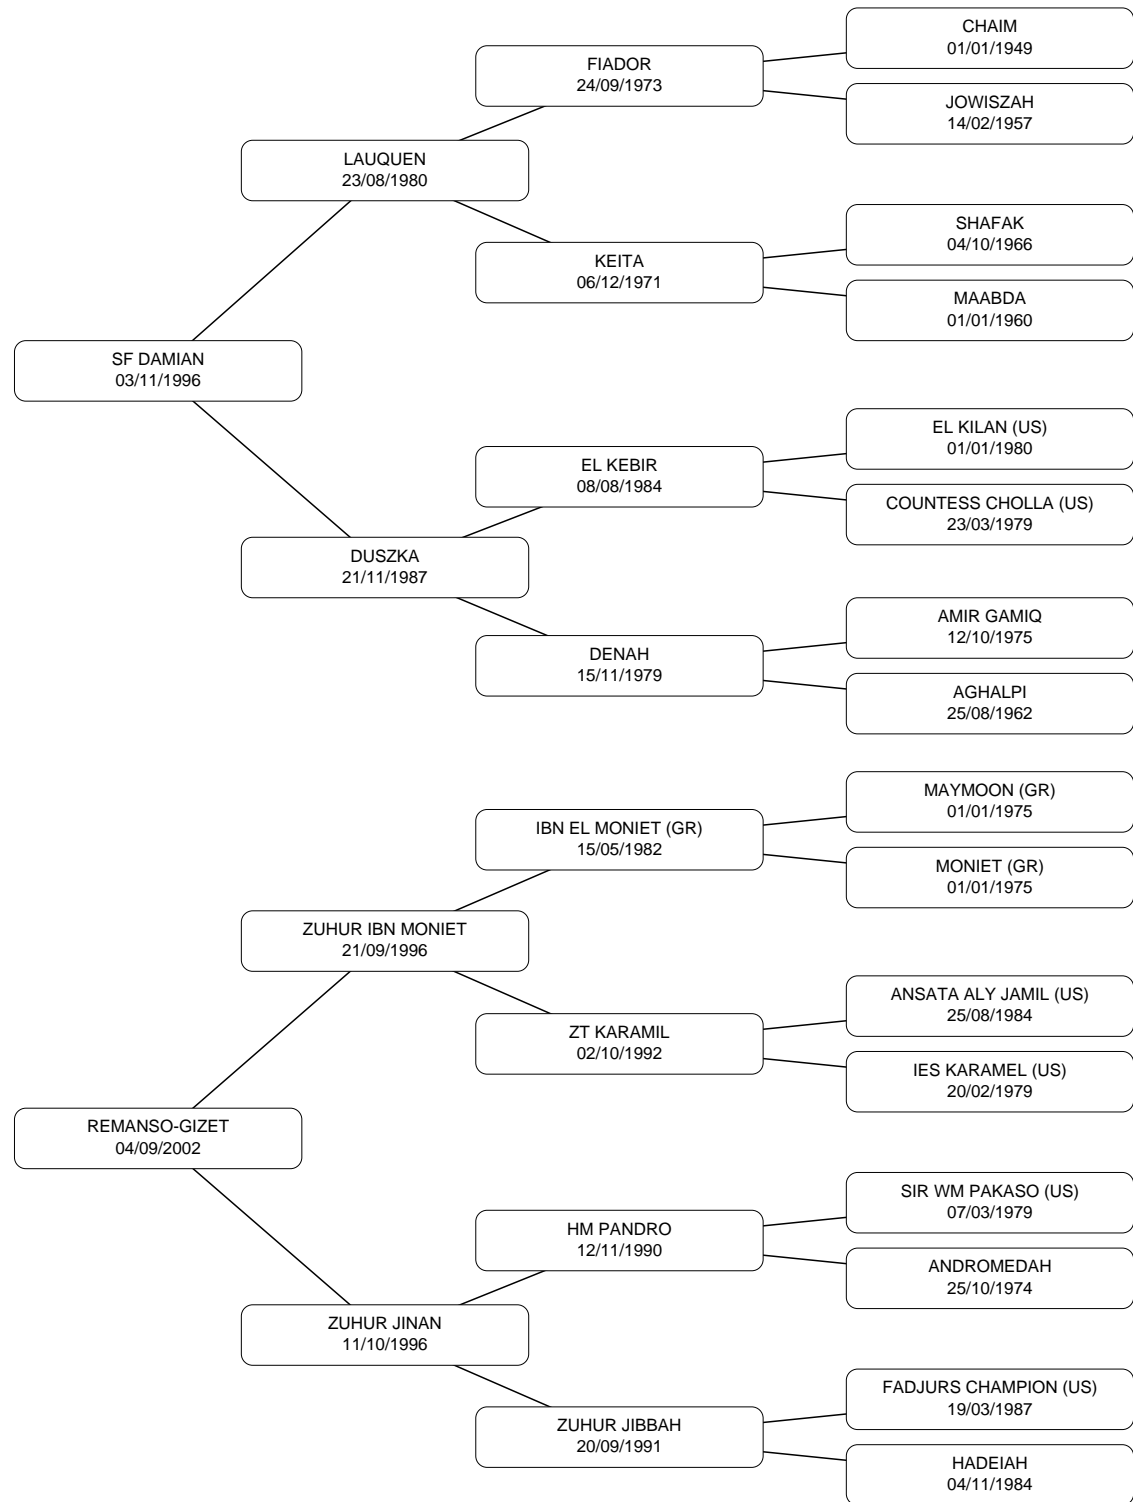 CHAIM
01/01/1949
FIADOR
24/09/1973
JOWISZAH
14/02/1957
LAUQUEN
23/08/1980
SHAFAK
04/10/1966
KEITA
06/12/1971
MAABDA
01/01/1960
SF DAMIAN
03/11/1996
EL KILAN (US)
01/01/1980
EL KEBIR
08/08/1984
COUNTESS CHOLLA (US)
23/03/1979
DUSZKA
21/11/1987
AMIR GAMIQ
12/10/1975
DENAH
15/11/1979
AGHALPI
25/08/1962
MAYMOON (GR)
01/01/1975
IBN EL MONIET (GR)
15/05/1982
MONIET (GR)
01/01/1975
ZUHUR IBN MONIET
21/09/1996
ANSATA ALY JAMIL (US)
25/08/1984
ZT KARAMIL
02/10/1992
IES KARAMEL (US)
20/02/1979
REMANSO-GIZET
04/09/2002
SIR WM PAKASO (US)
07/03/1979
HM PANDRO
12/11/1990
ANDROMEDAH
25/10/1974
ZUHUR JINAN
11/10/1996
FADJURS CHAMPION (US)
19/03/1987
ZUHUR JIBBAH
20/09/1991
HADEIAH
04/11/1984